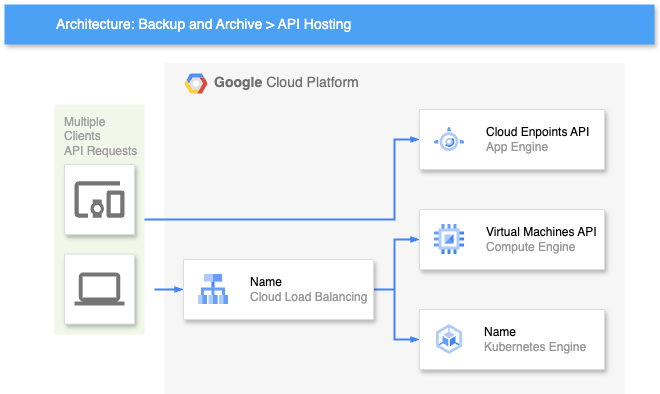 Architecture: Backup and Archive > API Hosting
Google Cloud Platform
Multiple
Clients
API Requests
Cloud Enpoints API
App Engine
Virtual Machines API
Compute Engine
Name
Cloud Load Balancing
Name
Kubernetes Engine